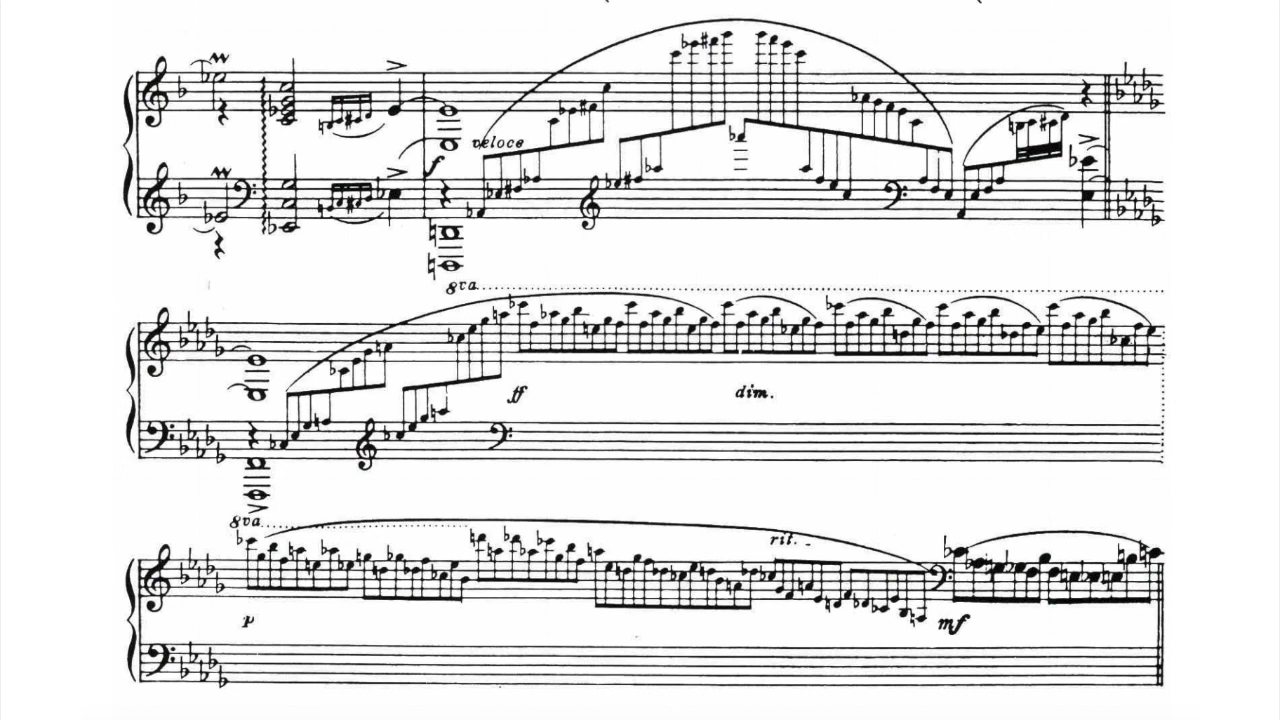 f veloce
8va
ff dim.
8va
rit.
p mf